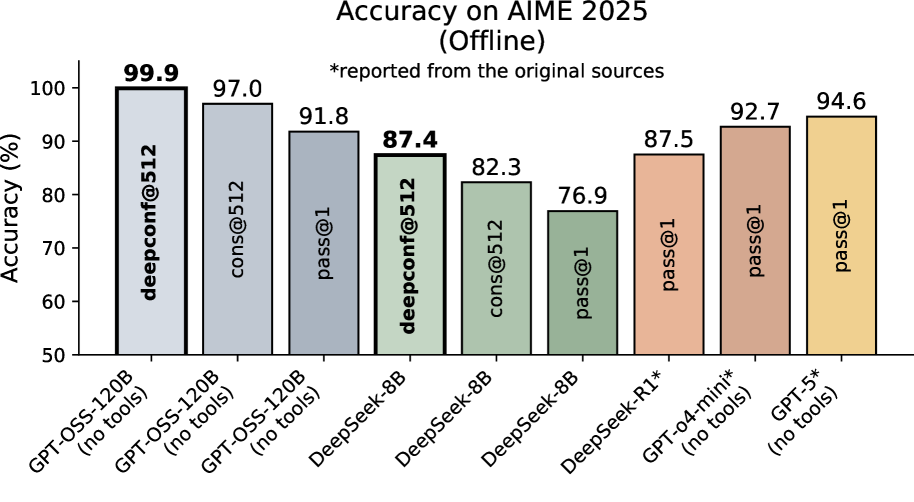 Accuracy on AIME 2025
(Offline)
*reported from the original sources
Accuracy (%)
100
90
80
70
60
50
99.9
97.0
91.8
87.4
82.3
76.9
87.5
92.7
94.6
deepconf@512
cons@512
pass@1
deepconf@512
cons@512
pass@1
pass@1
pass@1
pass@1
GPT-OSS-120B
(no tools)
GPT-OSS-120B
(no tools)
GPT-OSS-120B
(no tools)
DeepSeek-8B
DeepSeek-8B
DeepSeek-8B
DeepSeek-R1*
GPT-o4-mini*
(no tools)
GPT-5*
(no tools)